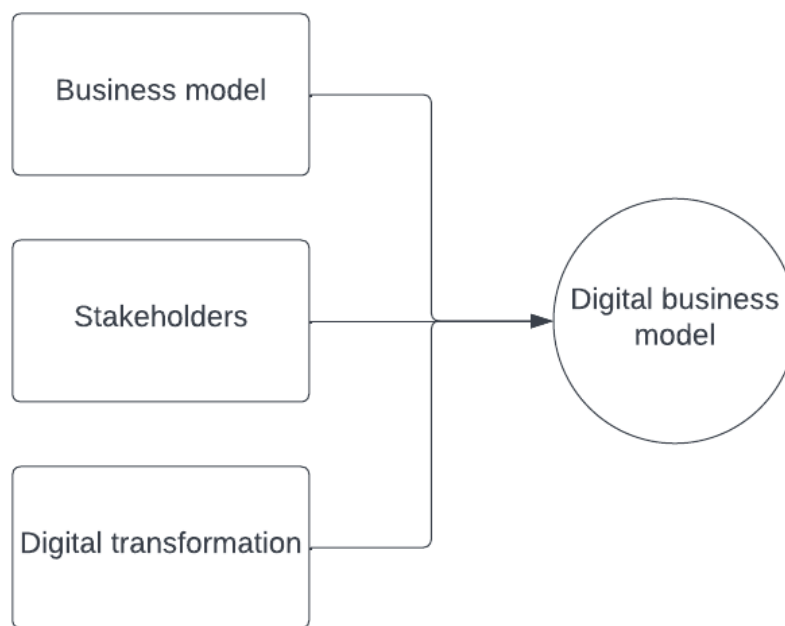 Business model
Stakeholders
Digital business
model
Digital transformation